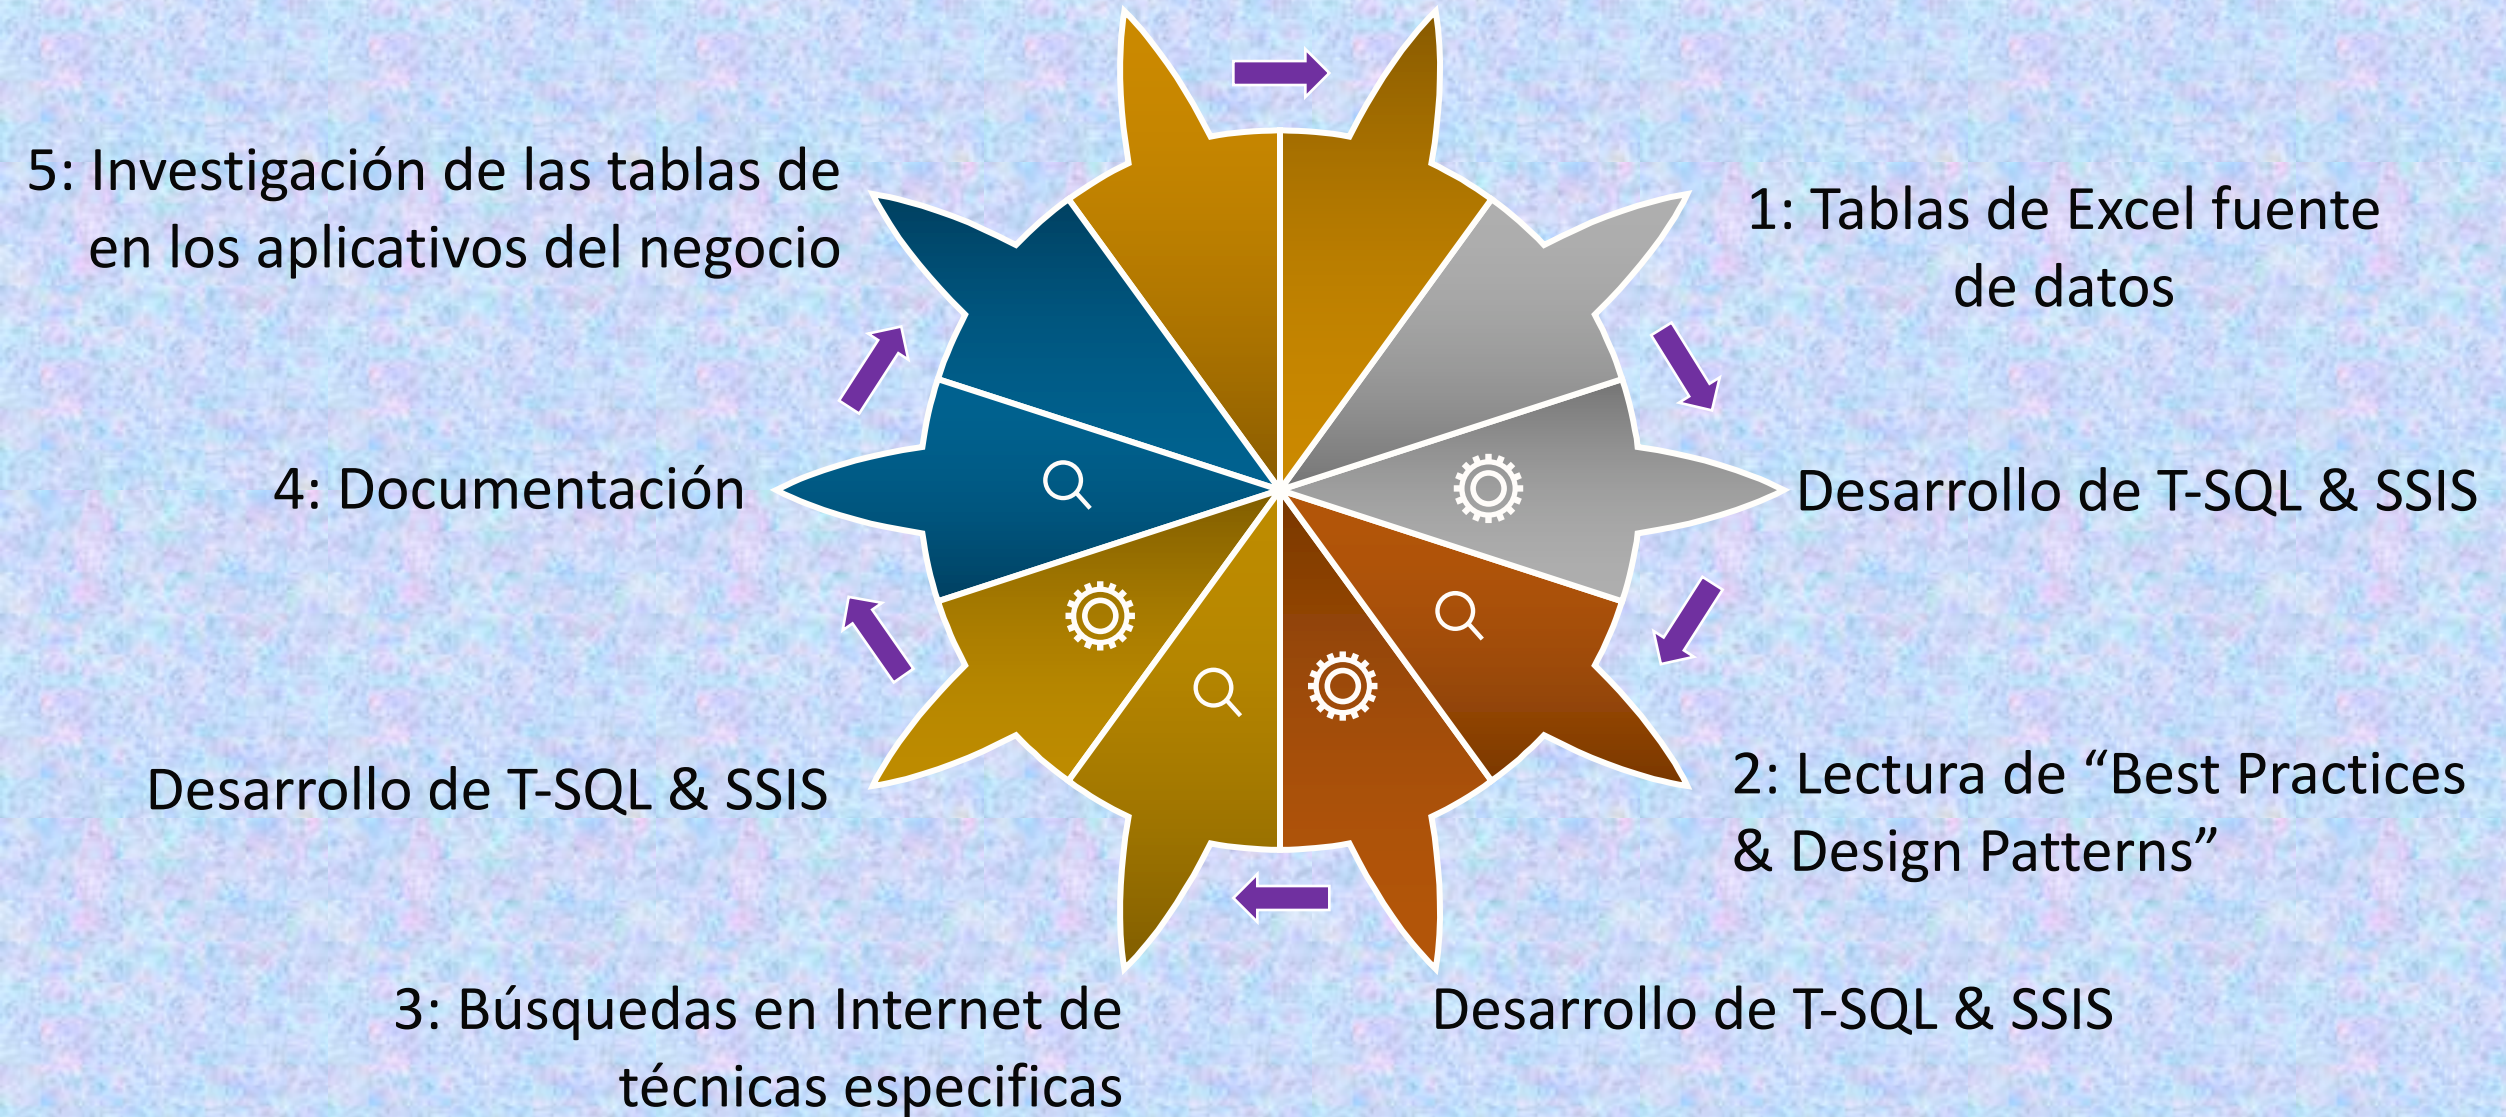 1: Tablas de Excel fuente
de datos
Desarrollo de T-SQL & SSIS
2: Lectura de “Best Practices
& Design Patterns”
Desarrollo de T-SQL & SSIS
3: Búsquedas en Internet de
técnicas especificas
Desarrollo de T-SQL & SSIS
4: Documentación
5: Investigación de las tablas de
en los aplicativos del negocio